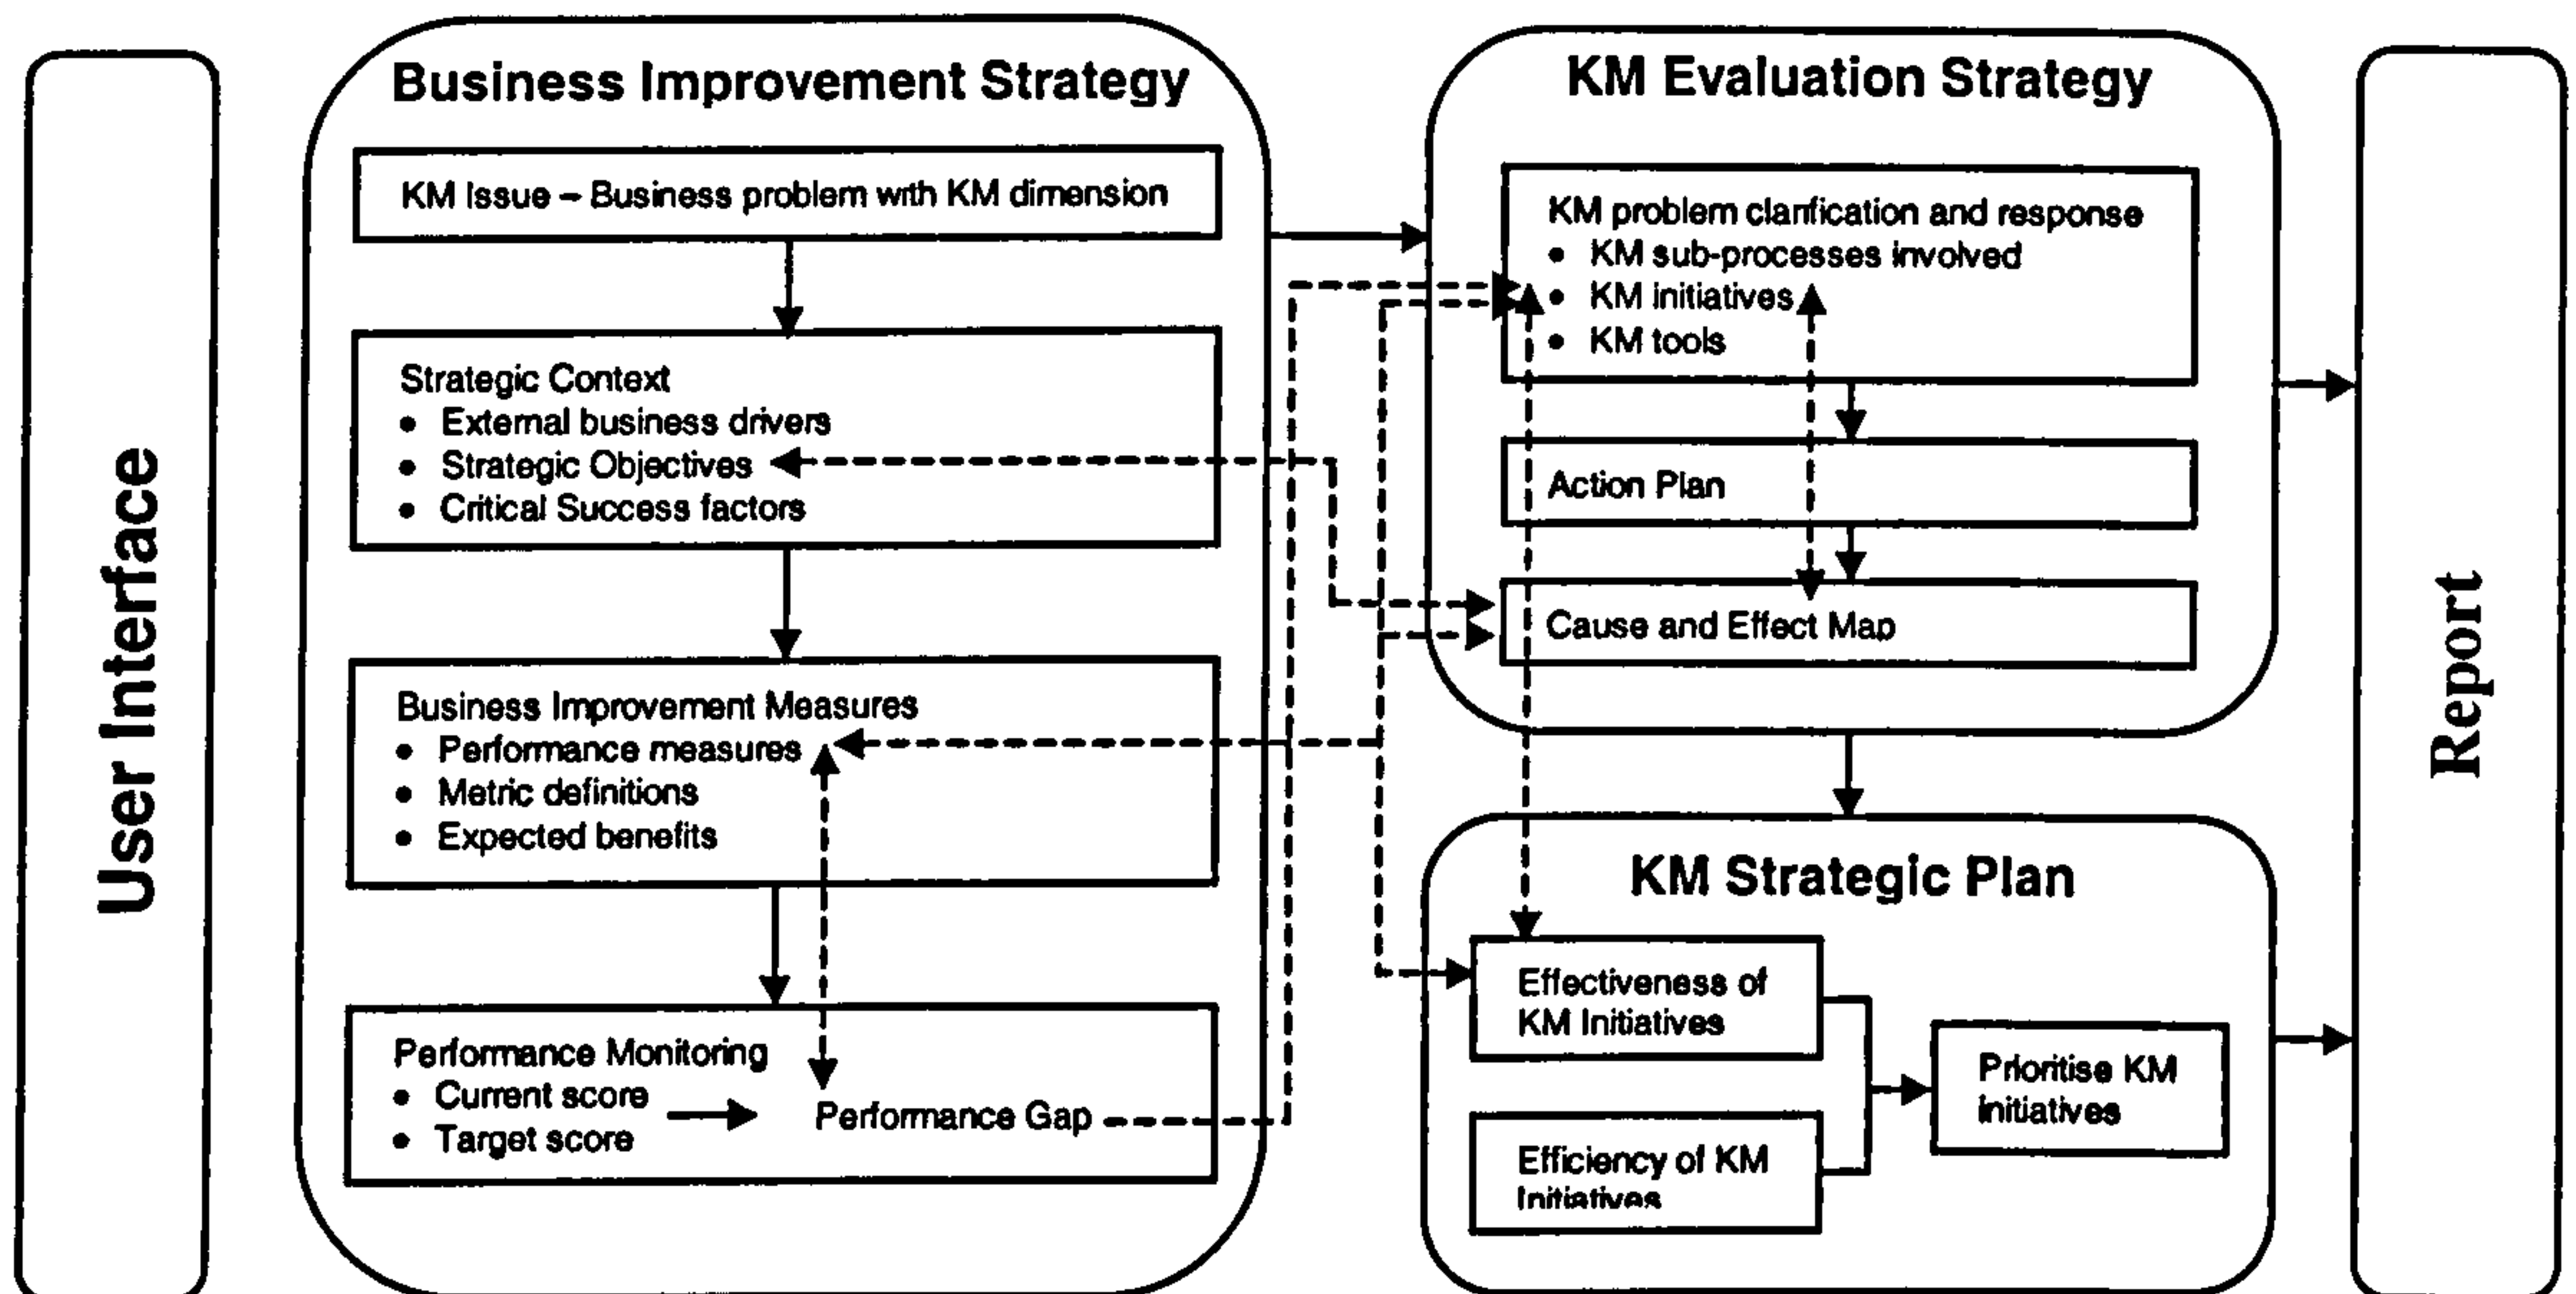 User Interface
Business Improvement Strategy
KM Issue – Business problem with KM dimension
Strategic Context
• External business drivers
• Strategic Objectives
• Critical Success factors
Business Improvement Measures
• Performance measures
• Metric definitions
• Expected benefits
Performance Monitoring
• Current score
• Target score
Performance Gap
KM Evaluation Strategy
KM problem clarification and response
• KM sub-processes involved
• KM initiatives
• KM tools
Action Plan
Cause and Effect Map
KM Strategic Plan
Effectiveness of
KM Initiatives
Efficiency of KM
Initiatives
Prioritise KM
Initiatives
Report